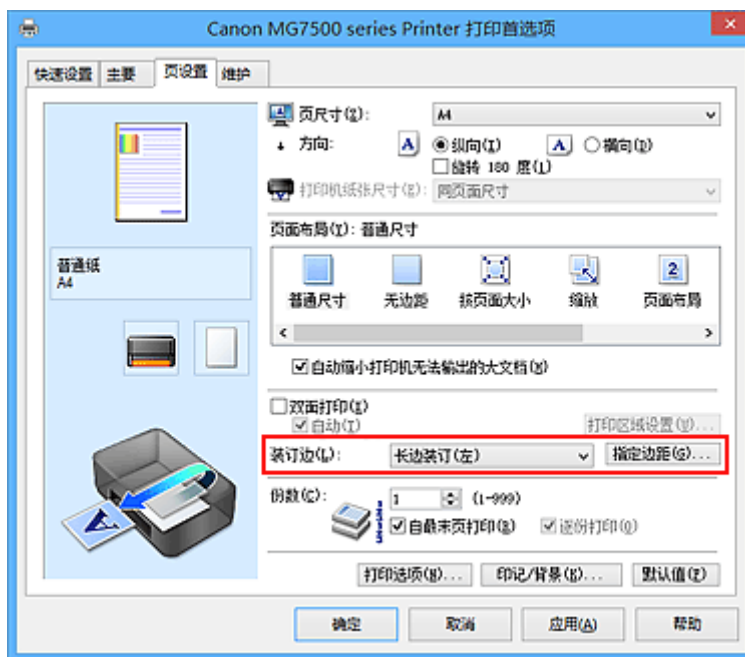 Canon MG7500 series Printer 打印首选项
快速设置 主要 页设置 维护
页尺寸(Z): A4
方向: A 纵向(I) A 横向(D)
旋转 180 度(L)
打印机纸张尺寸(E): 同页面尺寸
页面布局(Y): 普通尺寸
普通纸
A4
2
普通尺寸 无边距 按页面大小 缩放 页面布局
自动缩小打印机无法输出的大文档(N)
双面打印(X)
自动(T) 打印区域设置(U)...
装订边(L): 长边装订(左) 指定边距(G)...
份数(C): 1 (1-999)
自最末页打印(R) 逐份打印(O)
打印选项(N)... 印记/背景(K)... 默认值(F)
确定 取消 应用(A) 帮助